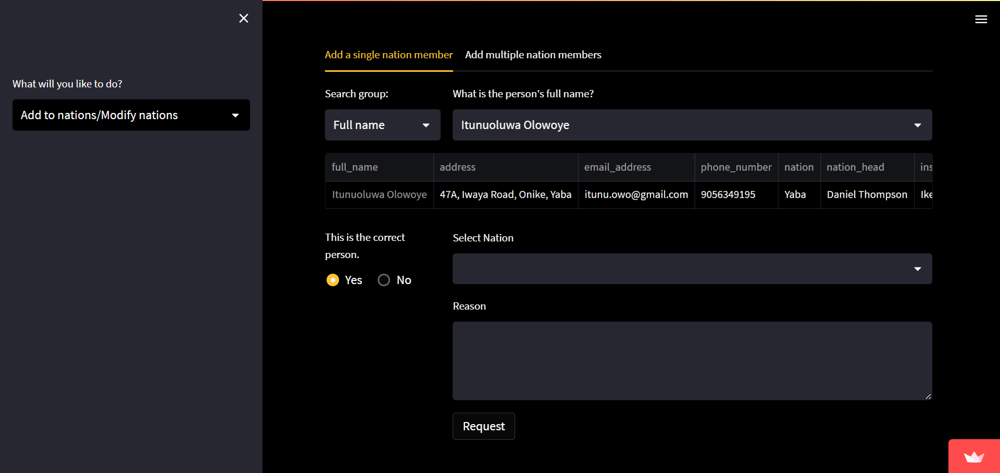 What will you like to do?
Add to nations/Modify nations
Add a single nation member Add multiple nation members
Search group: What is the person's full name?
Full name Itunuoluwa Olowoye
full_name address email_address phone_number nation nation_head ins
Itunuoluwa Olowoye 47A, Iwaya Road, Onike, Yaba itunu.owo@gmail.com 9056349195 Yaba Daniel Thompson Ike
This is the correct
person.
Yes No
Select Nation
Reason
Request